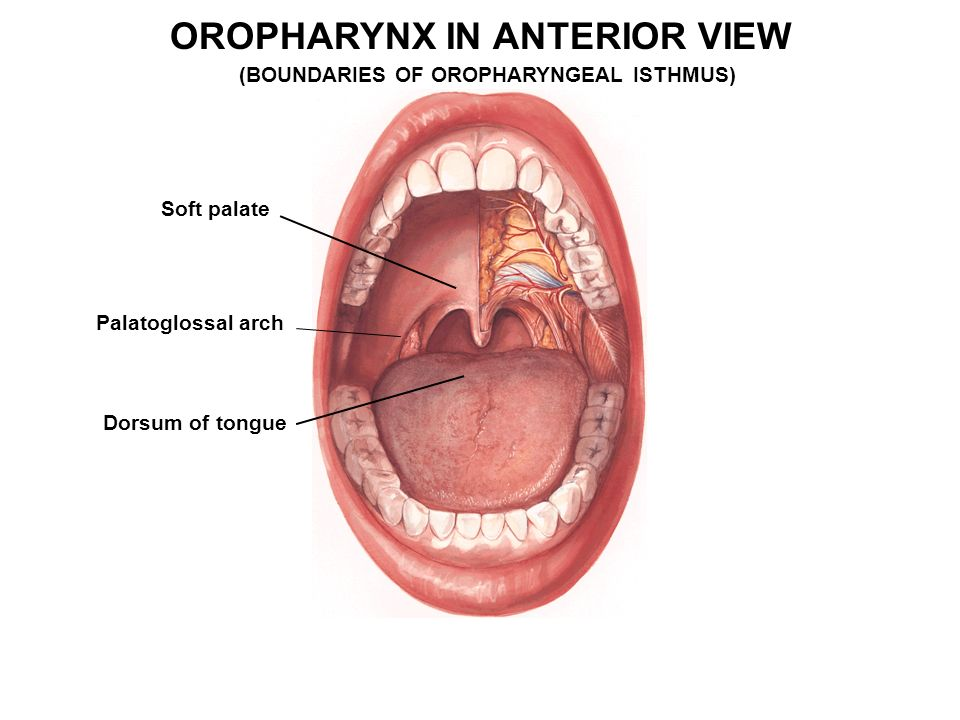 OROPHARYNX IN ANTERIOR VIEW
(BOUNDARIES OF OROPHARYNGEAL ISTHMUS)
Soft palate
Palatoglossal arch
Dorsum of tongue